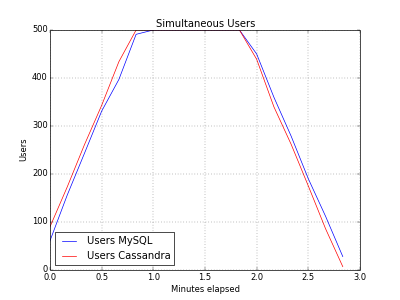 Simultaneous Users
500
400
300
200
100
0
Users
Users MySQL
Users Cassandra
0.0 0.5 1.0 1.5 2.0 2.5 3.0
Minutes elapsed